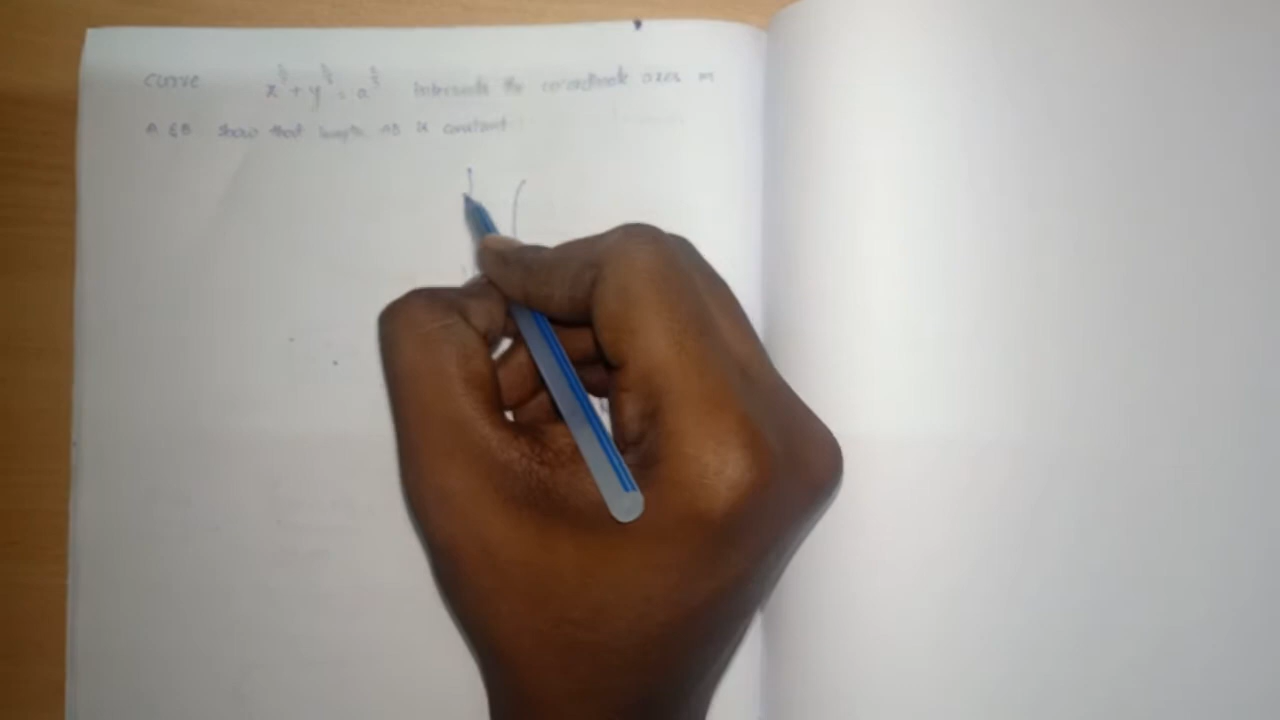 curve x^2/3 + y^2/3 = a^2/3 intersects the coordinate axes in
A & B show that length AB is constant